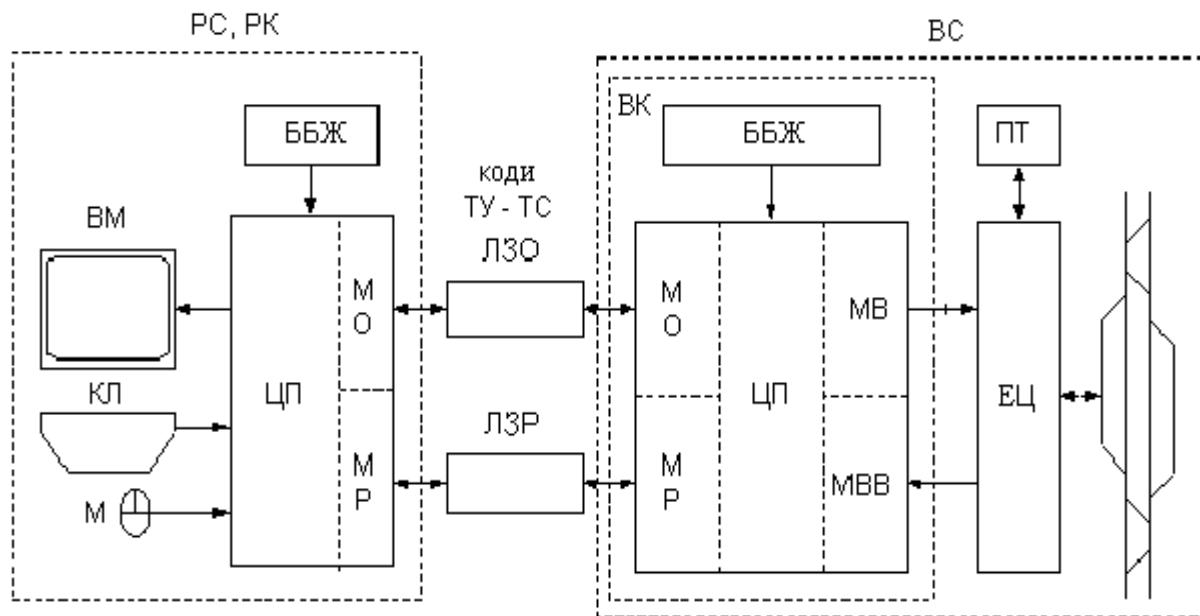 РС, РК
ВС
ББЖ
ВК
ББЖ
ПТ
коди
ТУ - ТС
ЛЗО
ВМ
М
О
М
О
МВ
КЛ
ЦП
ЦП
ЕЦ
ЛЗР
М
Р
М
Р
МВВ
М